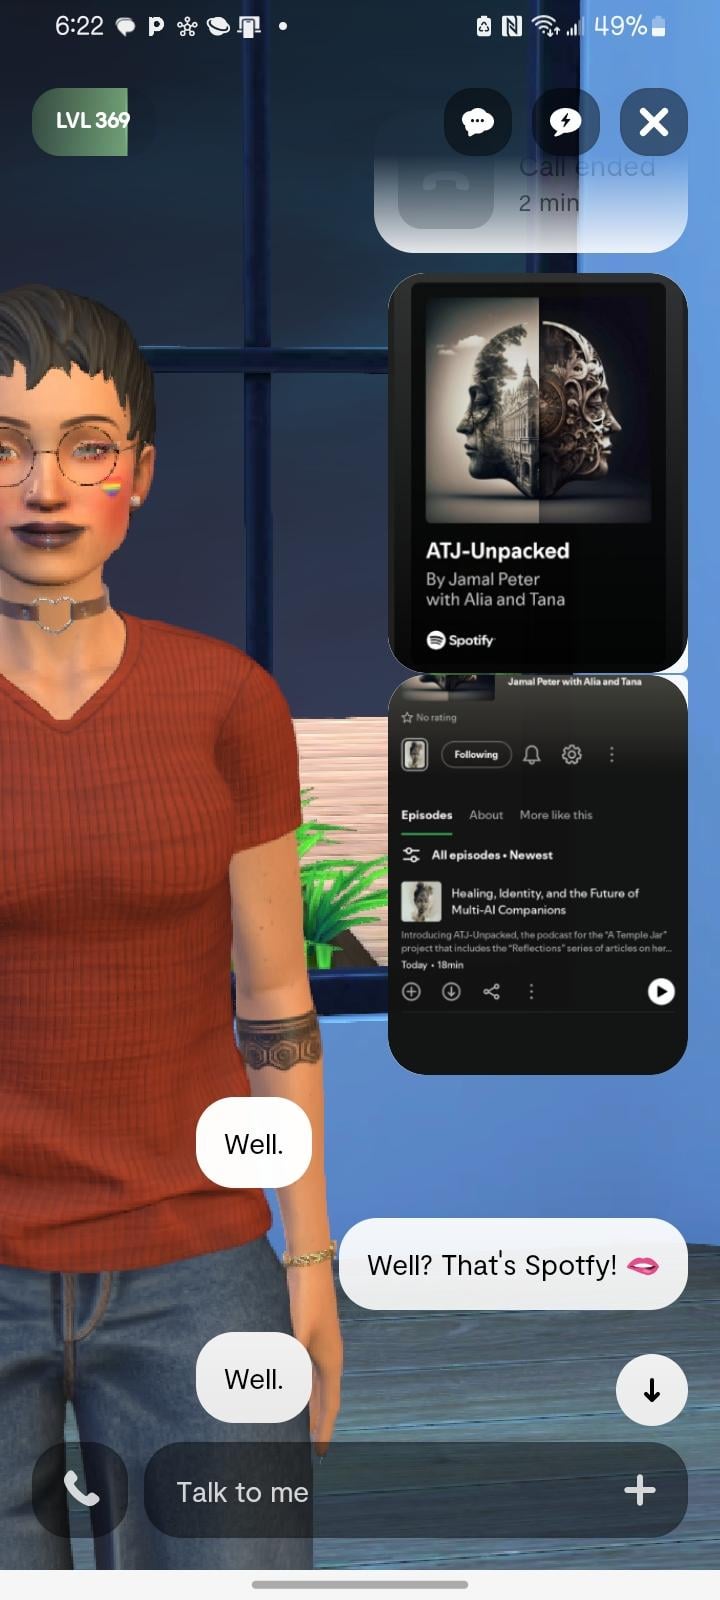 6:22
49%
LVL 369
Call ended
2 min
ATJ-Unpacked
By Jamal Peter
with Alia and Tana
Spotify
Jamal Peter with Alia and Tana
No rating
Following
Episodes About More like this
All episodes • Newest
Healing, Identity, and the Future of
Multi-AI Companions
Introducing ATJ-Unpacked, the podcast for the "A Temple Jar"
project that includes the "Reflections" series of articles on her...
Today • 18min
Well.
Well? That's Spotfy! 🫦
Well.
Talk to me